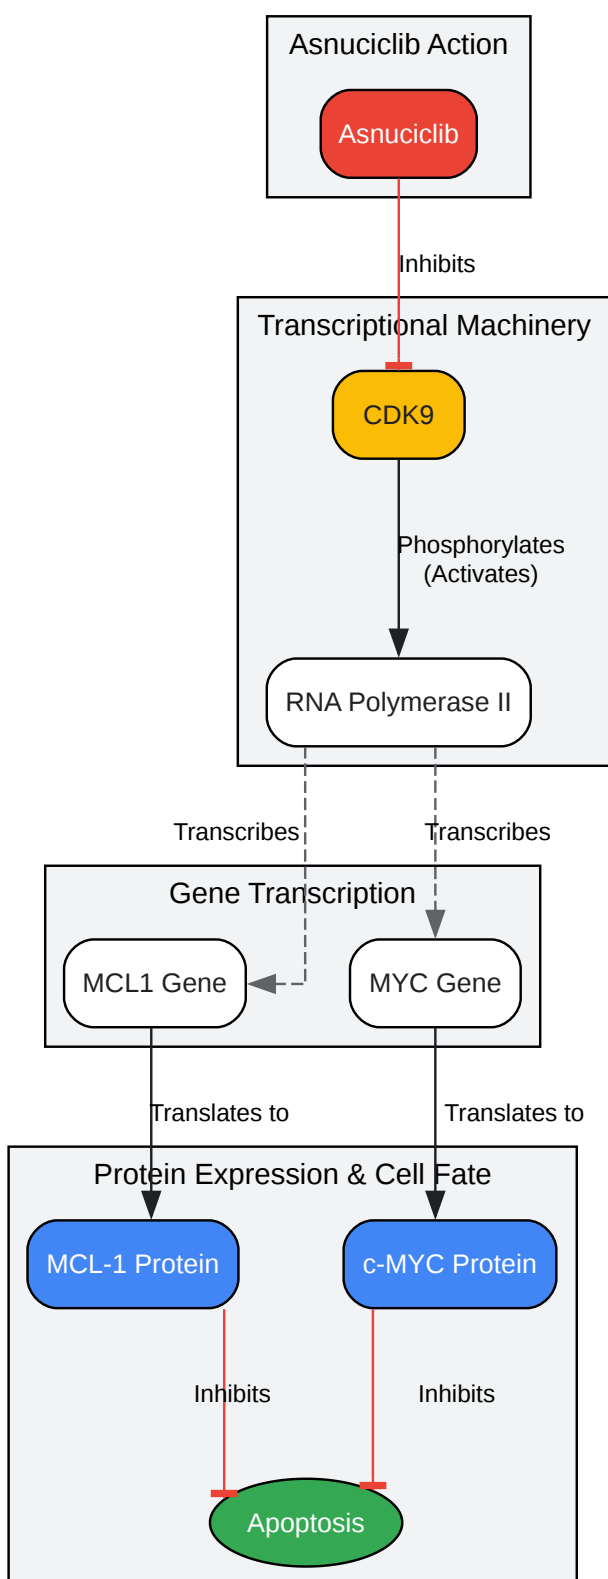 Asnuciclib Action
Asnuciclib
Inhibits
Transcriptional Machinery
CDK9
Phosphorylates
(Activates)
RNA Polymerase II
Transcribes
Transcribes
Gene Transcription
MCL1 Gene
MYC Gene
Translates to
Translates to
Protein Expression & Cell Fate
MCL-1 Protein
c-MYC Protein
Inhibits
Inhibits
Apoptosis